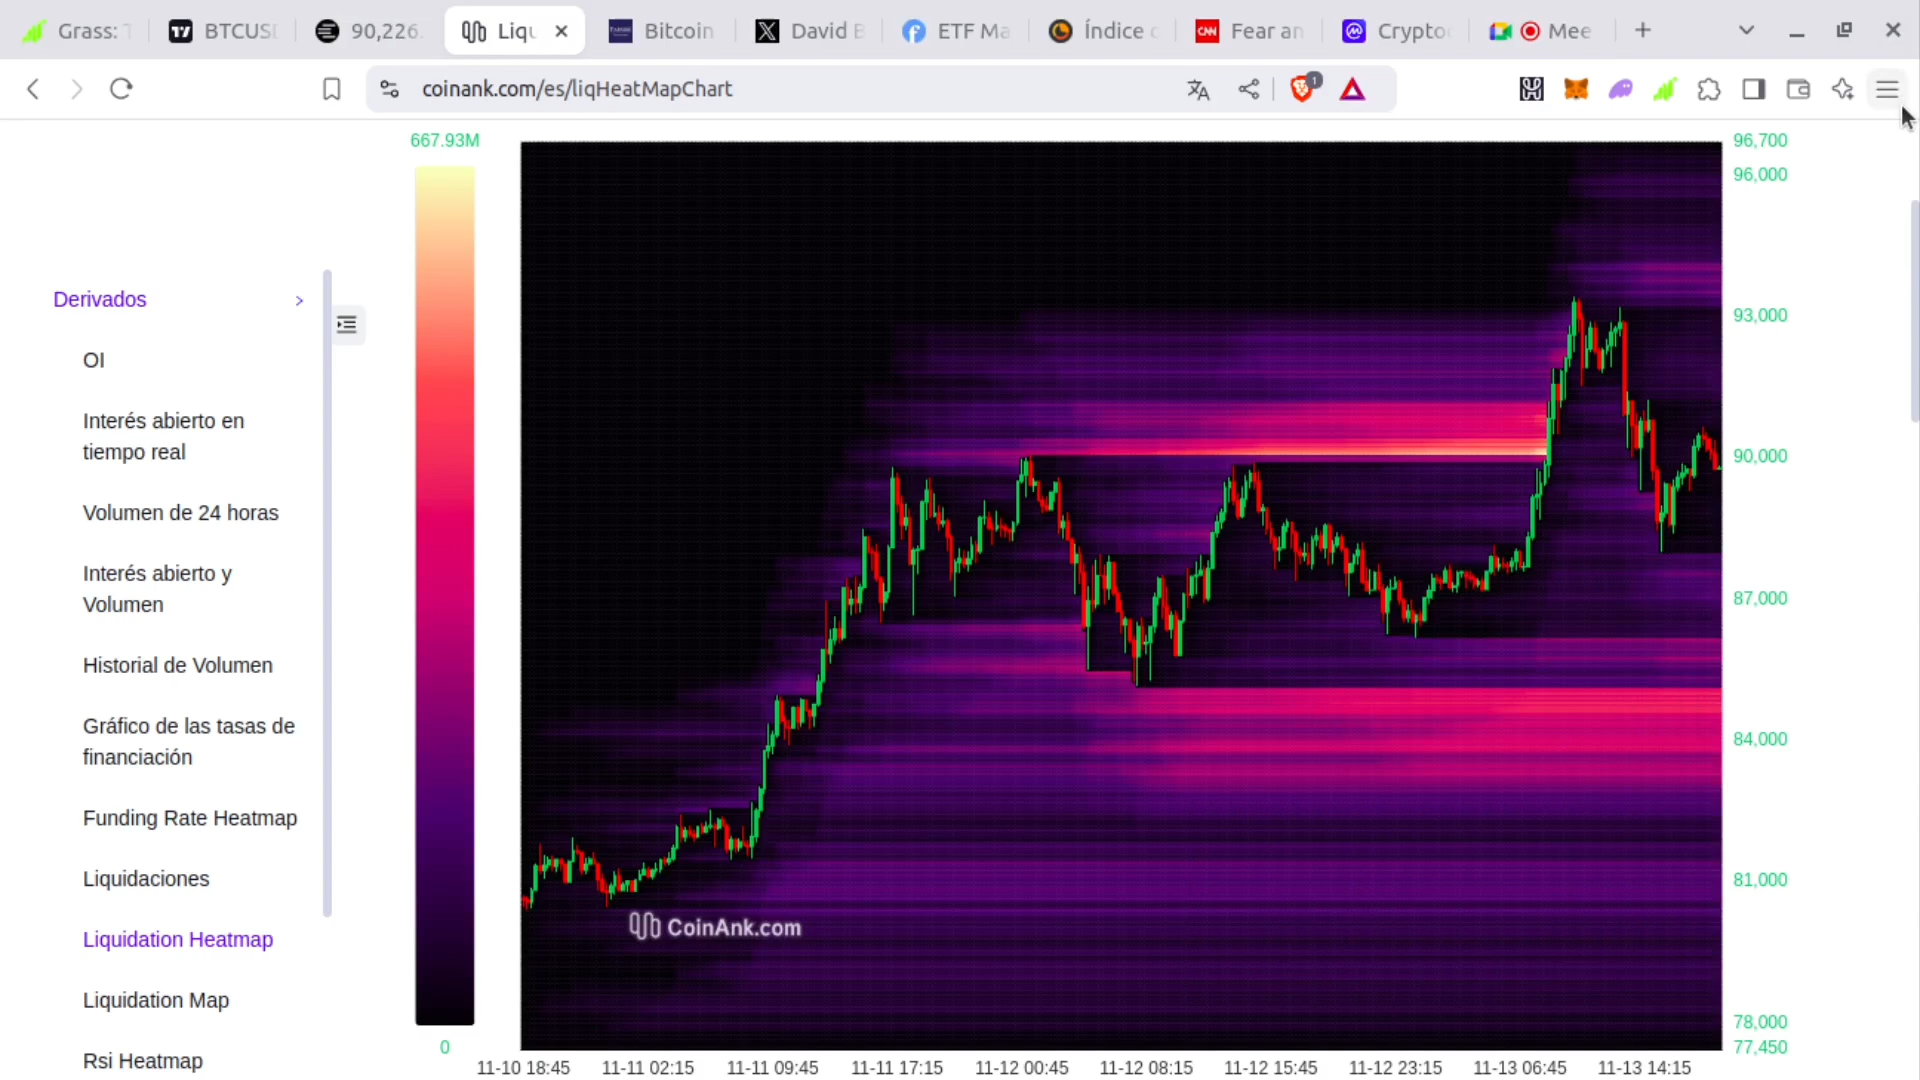 Grass: T
BTCUSD
90,226.
Liqu
Bitcoin
David B
ETF Ma
Índice c
CNN
Fear an
Crypto
Mee
coinank.com/es/liqHeatMapChart
1
667.93M
0
Derivados
OI
Interés abierto en
tiempo real
Volumen de 24 horas
Interés abierto y
Volumen
Historial de Volumen
Gráfico de las tasas de
financiación
Funding Rate Heatmap
Liquidaciones
Liquidation Heatmap
Liquidation Map
Rsi Heatmap
96,700
96,000
93,000
90,000
87,000
84,000
81,000
78,000
77,450
CoinAnk.com
11-10 18:45 11-11 02:15 11-11 09:45 11-11 17:15 11-12 00:45 11-12 08:15 11-12 15:45 11-12 23:15 11-13 06:45 11-13 14:15